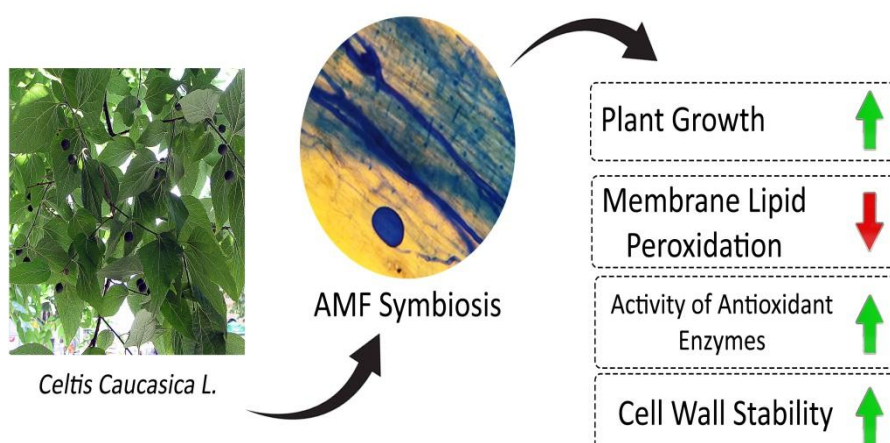 Celtis Caucasica L.
AMF Symbiosis
Plant Growth
Membrane Lipid
Peroxidation
Activity of Antioxidant
Enzymes
Cell Wall Stability